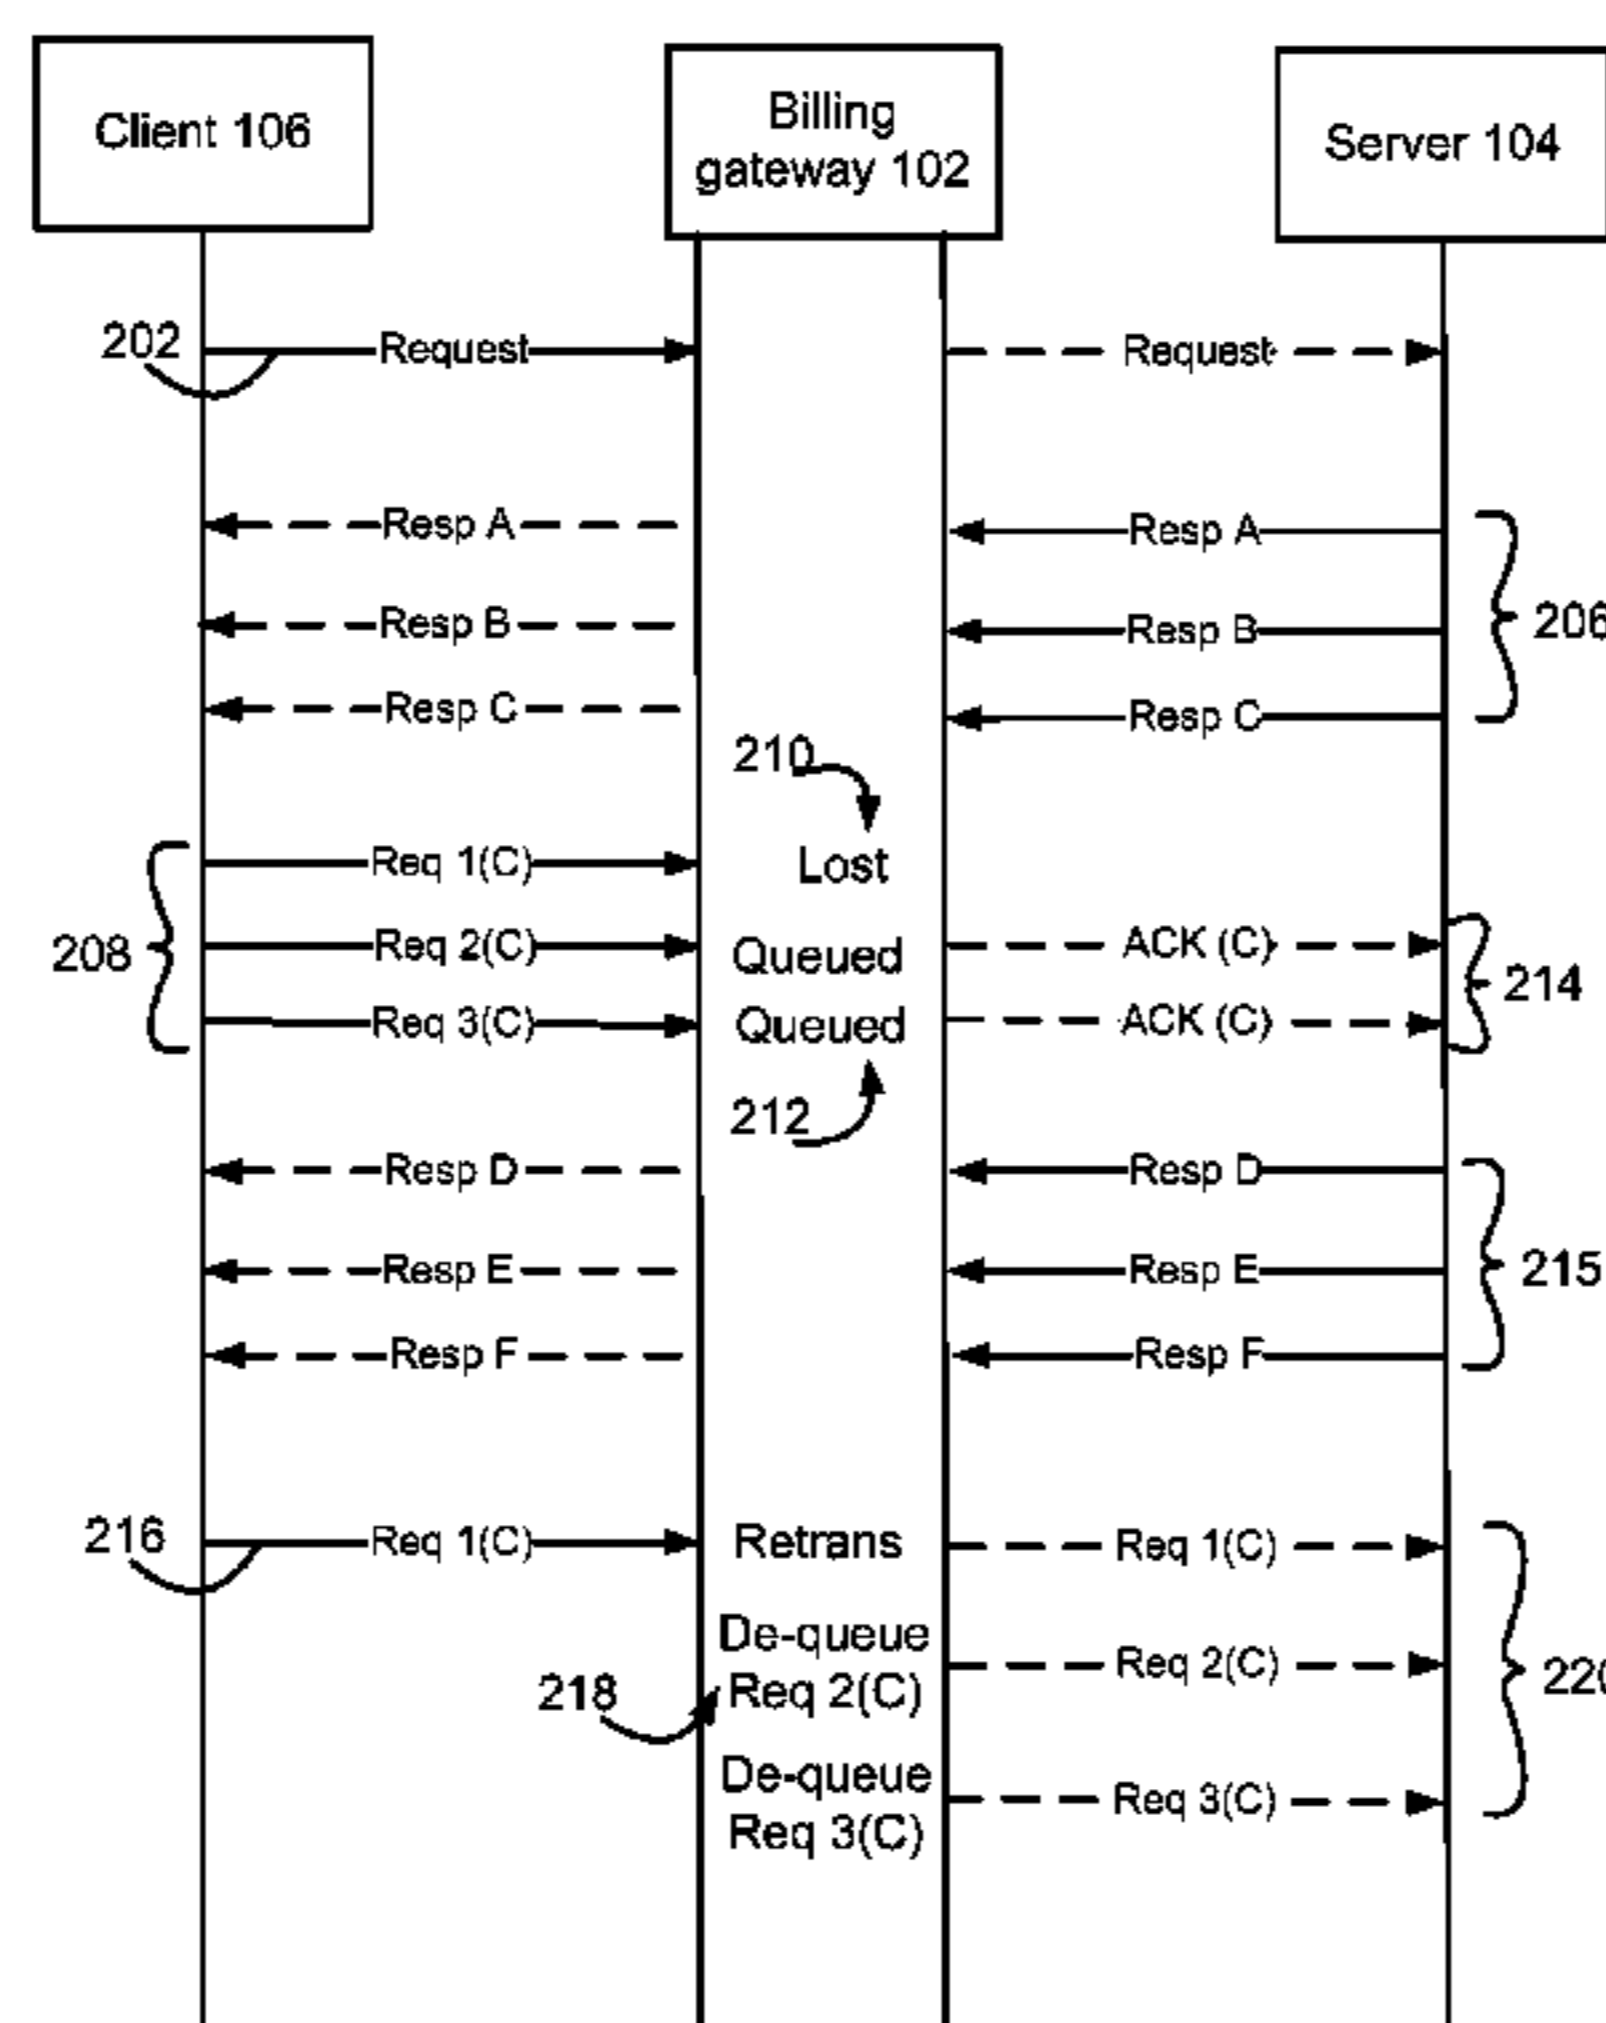 Client 106
Billing
gateway 102
Server 104
202
Request
Request
Resp A
Resp A
Resp B
Resp B
206
Resp C
Resp C
210
Req 1(C)
Lost
208
Req 2(C)
Queued
ACK (C)
214
Req 3(C)
Queued
ACK (C)
212
Resp D
Resp D
Resp E
Resp E
215
Resp F
Resp F
216
Req 1(C)
Retrans
Req 1(C)
De-queue
Req 2(C)
Req 2(C)
218
220
De-queue
Req 3(C)
Req 3(C)